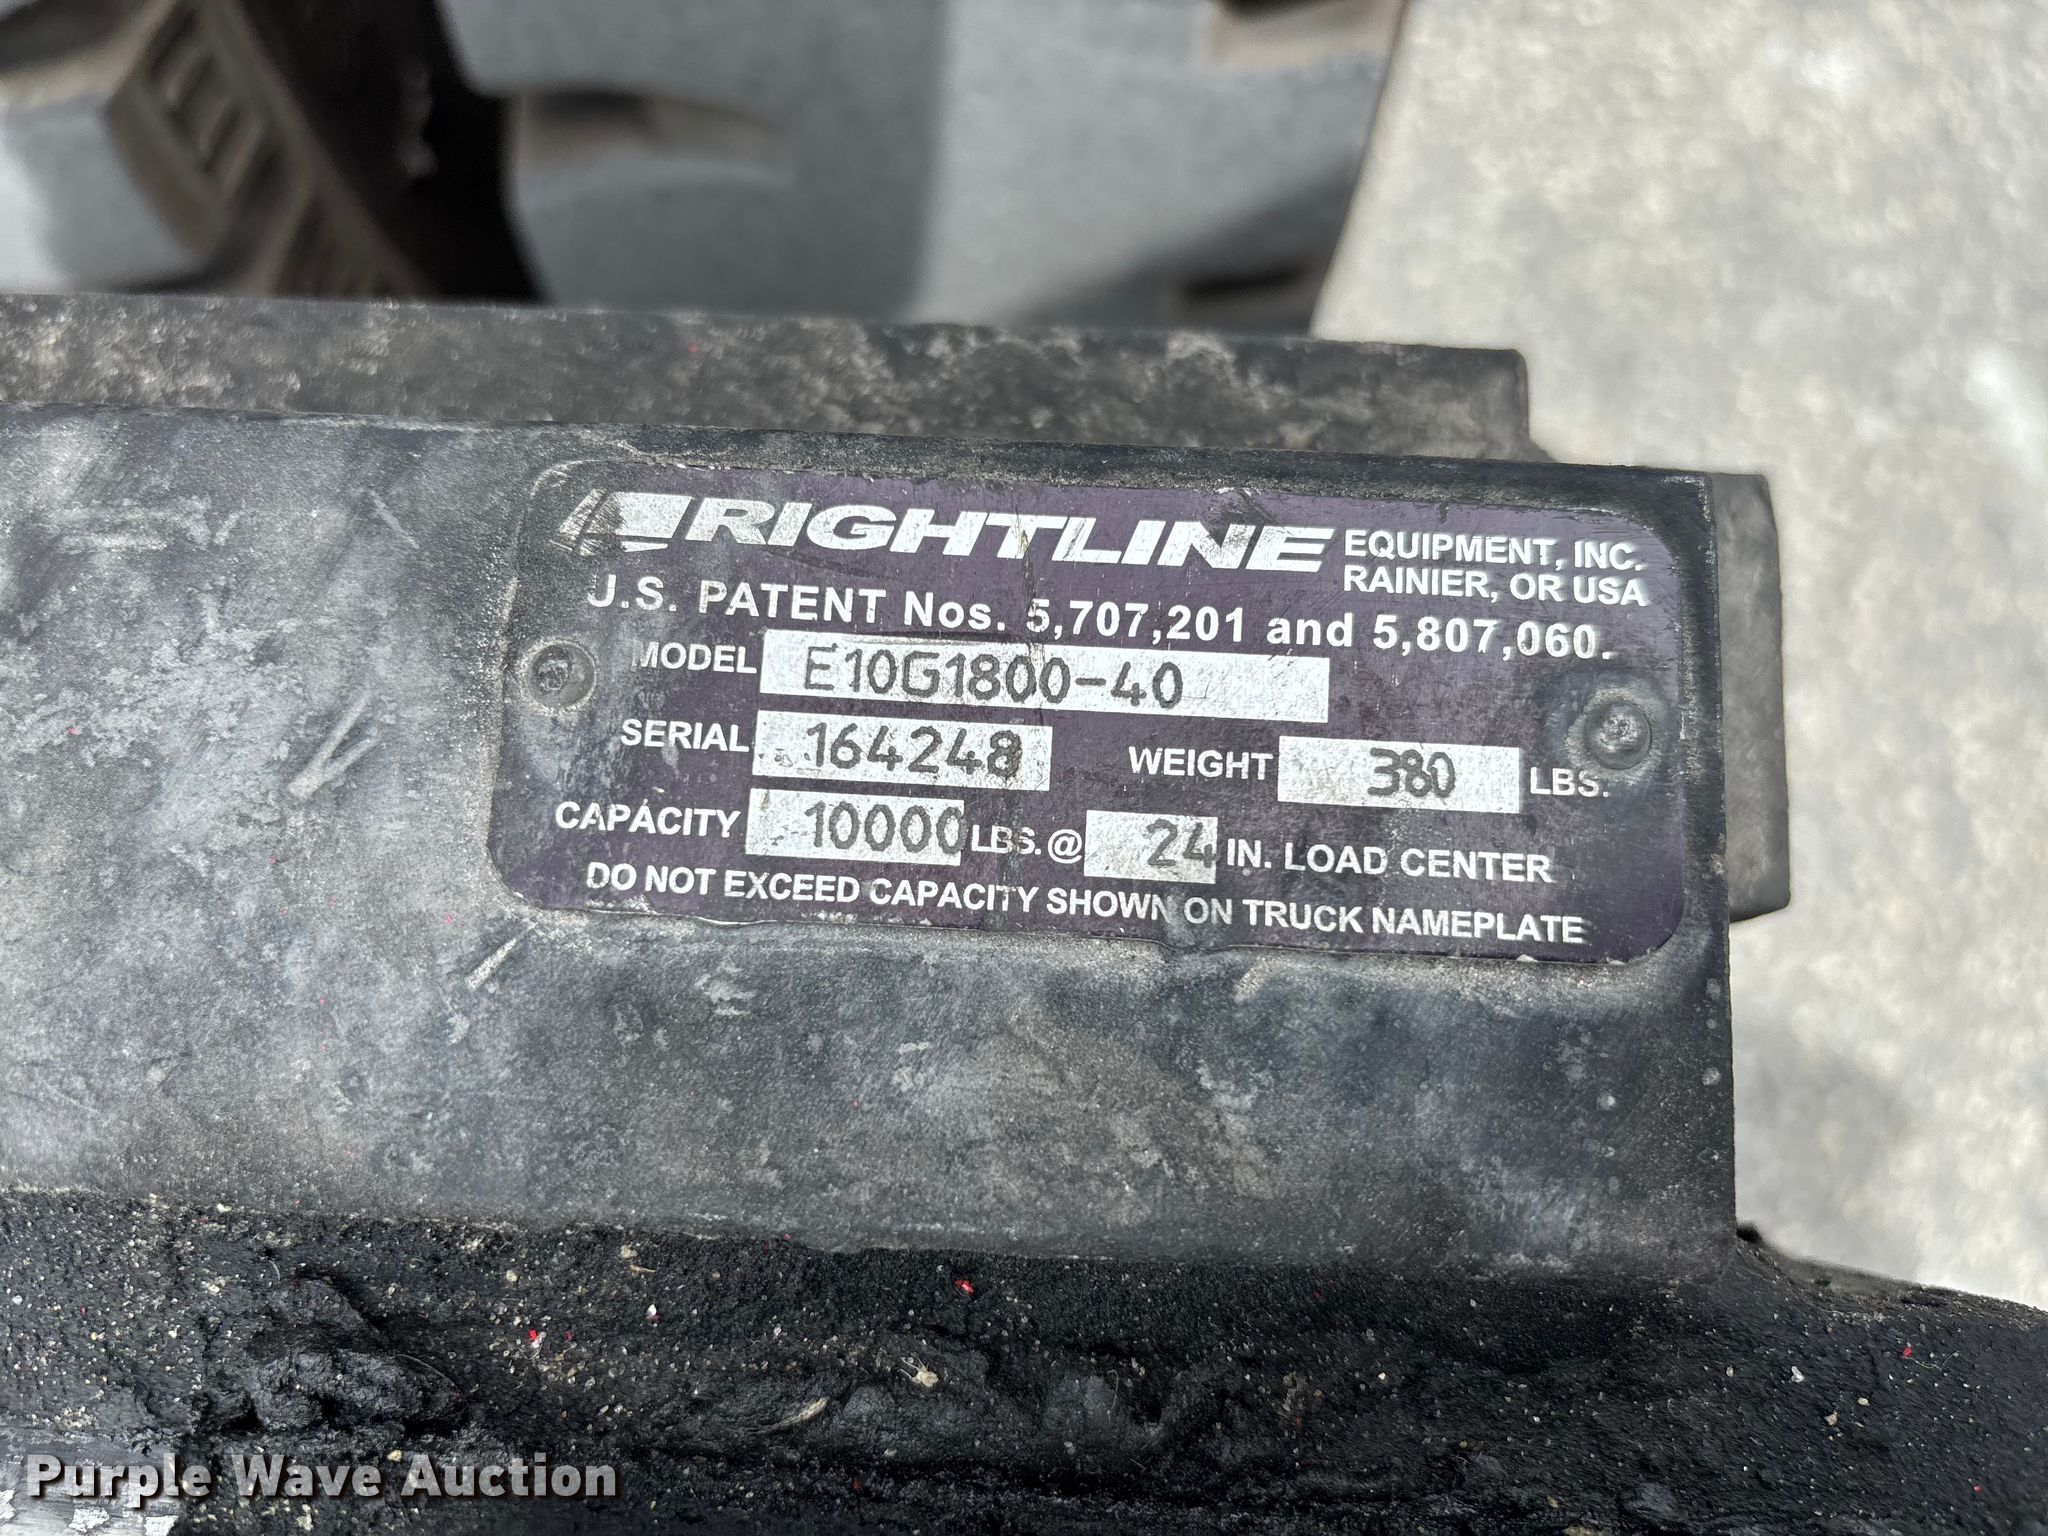 RIGHTLINE EQUIPMENT, INC.
RAINIER, OR USA
U.S. PATENT Nos. 5,707,201 and 5,807,060.
MODEL E10G1800-40
SERIAL 164248 WEIGHT 380 LBS.
CAPACITY 10000 LBS. @ 24 IN. LOAD CENTER
DO NOT EXCEED CAPACITY SHOWN ON TRUCK NAMEPLATE
Purple Wave Auction